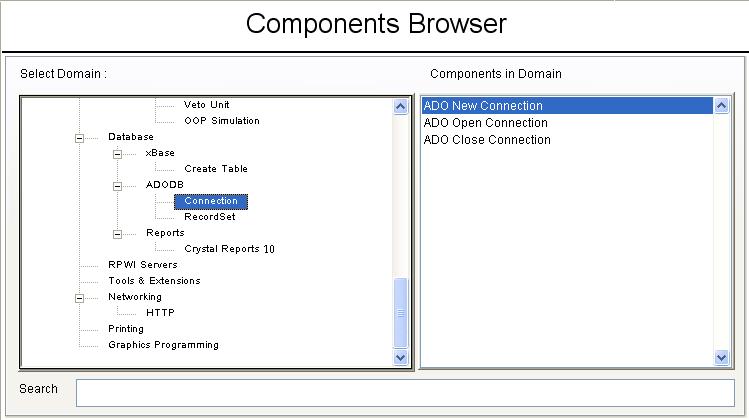 Components Browser
Select Domain :
Components in Domain
Veto Unit
OOP Simulation
Database
xBase
Create Table
ADODB
Connection
RecordSet
Reports
Crystal Reports 10
RPWI Servers
Tools & Extensions
Networking
HTTP
Printing
Graphics Programming
ADO New Connection
ADO Open Connection
ADO Close Connection
Search